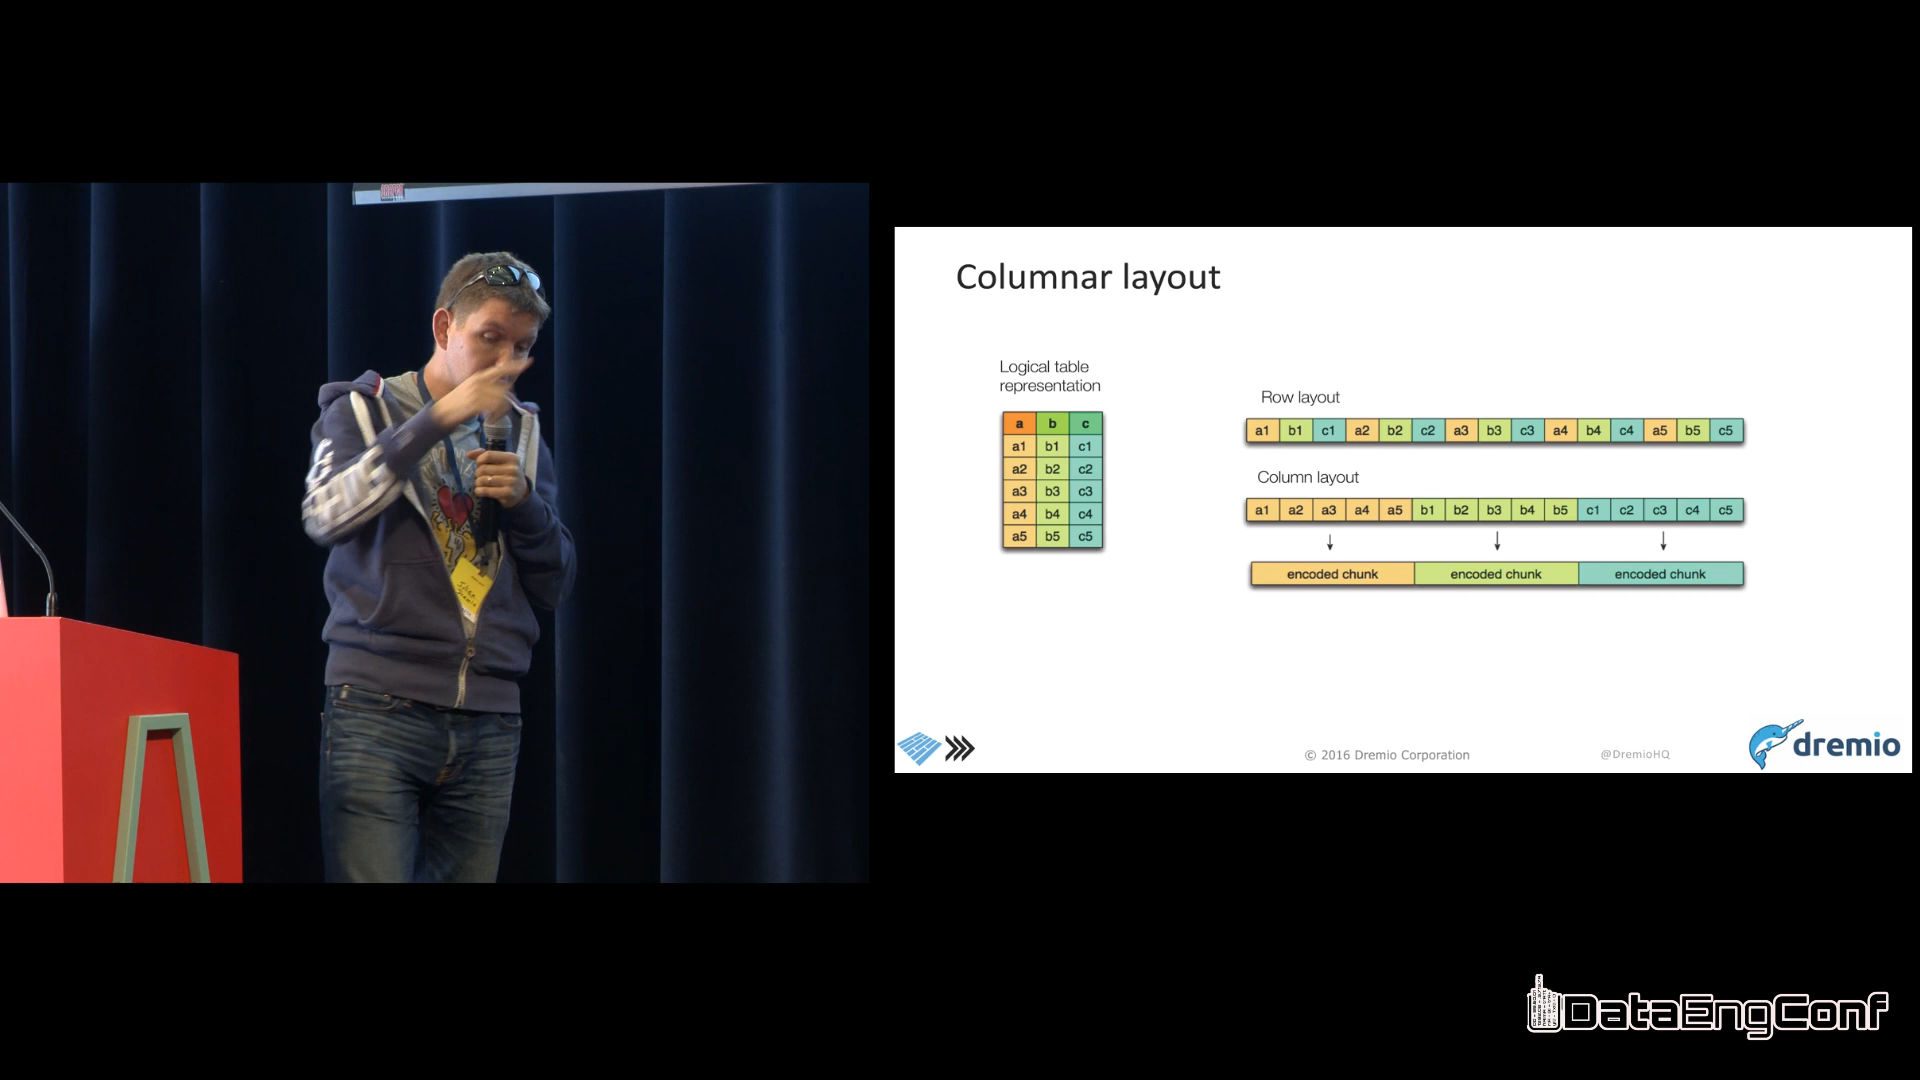 Columnar layout
Logical table
representation
a b c
a1 b1 c1
a2 b2 c2
a3 b3 c3
a4 b4 c4
a5 b5 c5
Row layout
a1 b1 c1 a2 b2 c2 a3 b3 c3 a4 b4 c4 a5 b5 c5
Column layout
a1 a2 a3 a4 a5 b1 b2 b3 b4 b5 c1 c2 c3 c4 c5
encoded chunk encoded chunk encoded chunk
© 2016 Dremio Corporation
@DremioHQ
dremio
DataEngConf